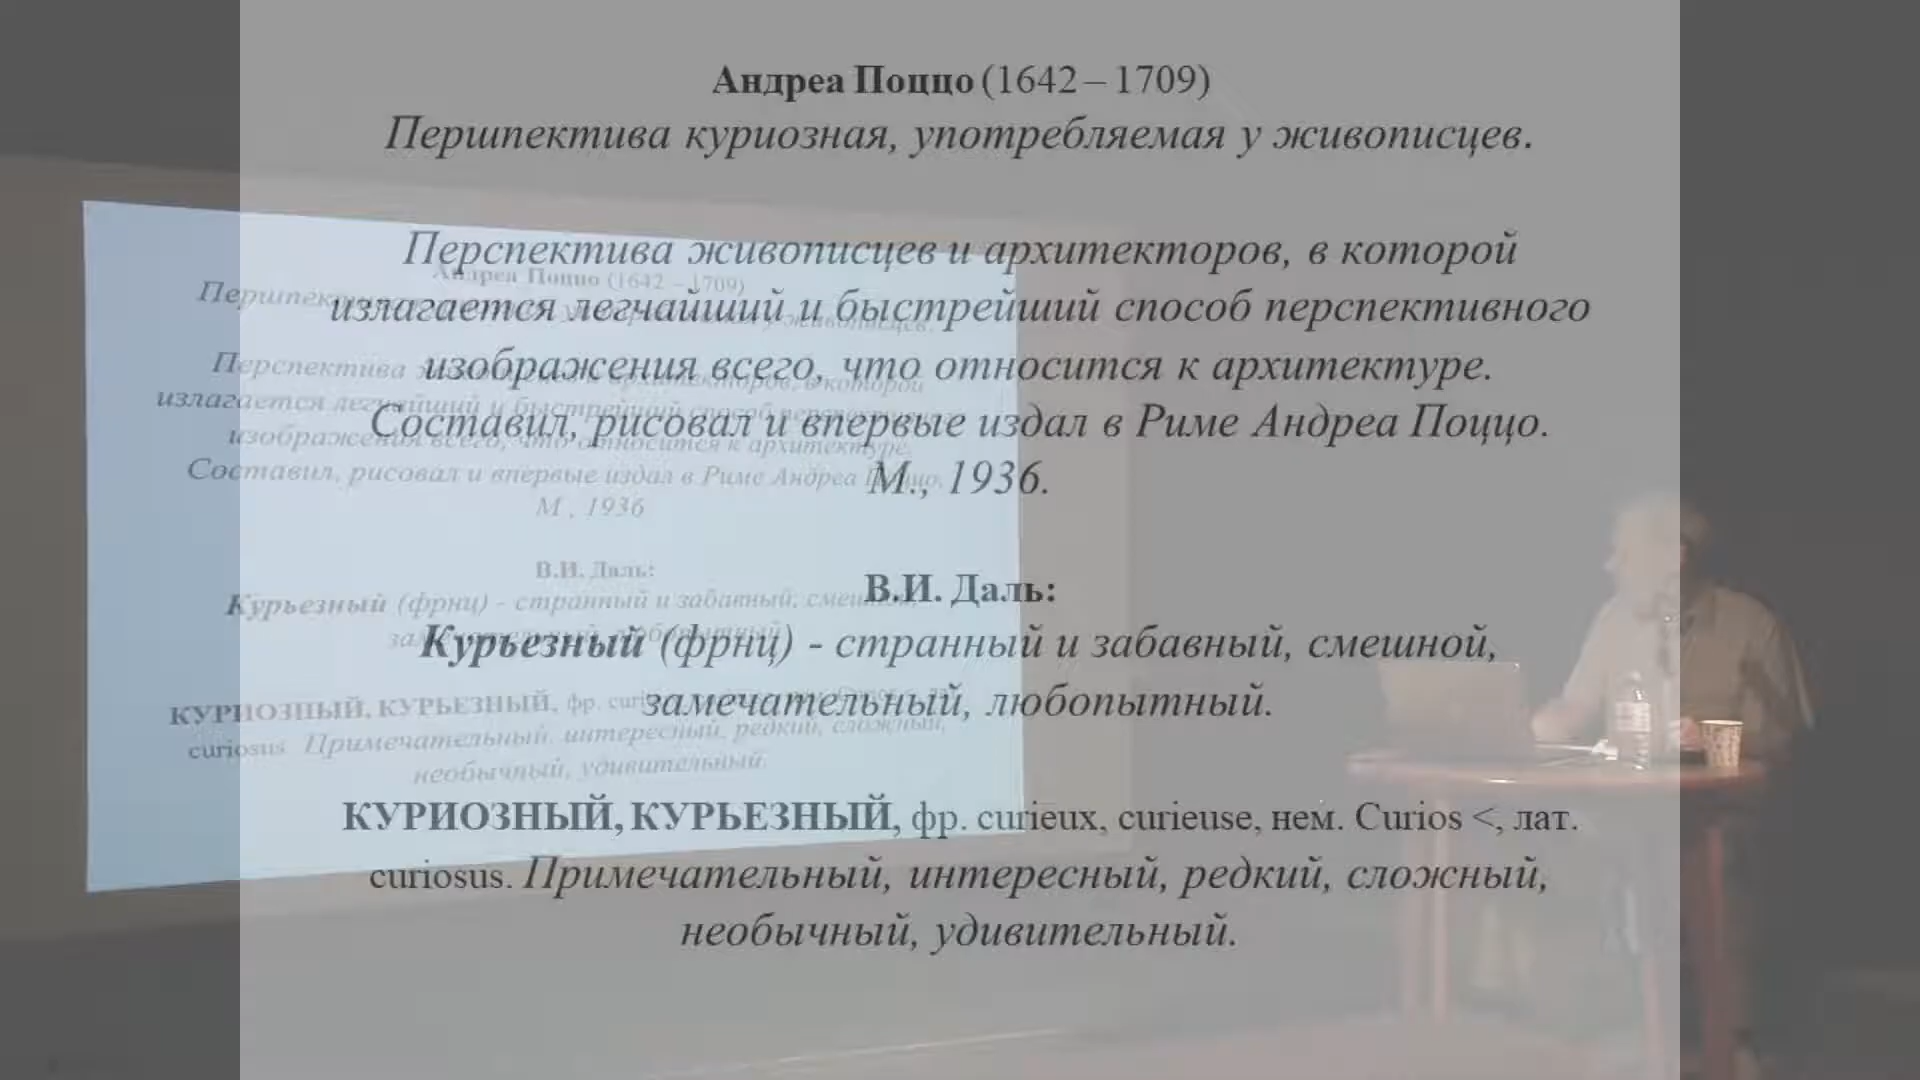 Андреа Поццо (1642 – 1709)
Першпектива куриозная, употребляемая у живописцев.
Перспектива живописцев и архитекторов, в которой
излагается легчайший и быстрейший способ перспективного
изображения всего, что относится к архитектуре.
Составил, рисовал и впервые издал в Риме Андреа Поццо.
М., 1936.
В.И. Даль:
Курьезный (фрнц) - странный и забавный, смешной,
замечательный, любопытный.
КУРИОЗНЫЙ, КУРЬЕЗНЫЙ, фр. curieux, curieuse, нем. Curios <, лат.
curiosus. Примечательный, интересный, редкий, сложный,
необычный, удивительный.